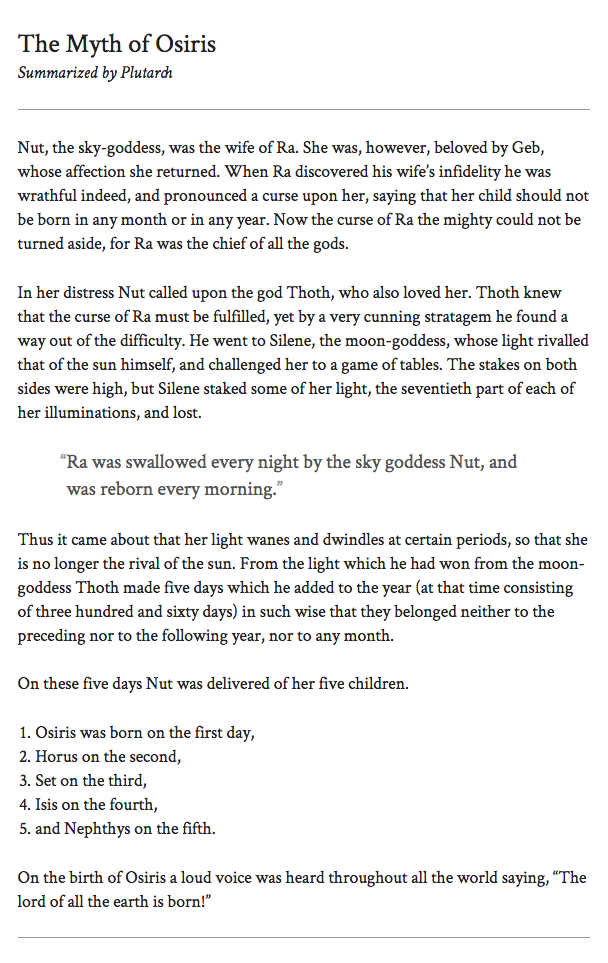 The Myth of Osiris
Summarized by Plutarch
Nut, the sky-goddess, was the wife of Ra. She was, however, beloved by Geb,
whose affection she returned. When Ra discovered his wife’s infidelity he was
wrathful indeed, and pronounced a curse upon her, saying that her child should not
be born in any month or in any year. Now the curse of Ra the mighty could not be
turned aside, for Ra was the chief of all the gods.
In her distress Nut called upon the god Thoth, who also loved her. Thoth knew
that the curse of Ra must be fulfilled, yet by a very cunning stratagem he found a
way out of the difficulty. He went to Silene, the moon-goddess, whose light rivalled
that of the sun himself, and challenged her to a game of tables. The stakes on both
sides were high, but Silene staked some of her light, the seventieth part of each of
her illuminations, and lost.
“Ra was swallowed every night by the sky goddess Nut, and
was reborn every morning.”
Thus it came about that her light wanes and dwindles at certain periods, so that she
is no longer the rival of the sun. From the light which he had won from the moon-
goddess Thoth made five days which he added to the year (at that time consisting
of three hundred and sixty days) in such wise that they belonged neither to the
preceding nor to the following year, nor to any month.
On these five days Nut was delivered of her five children.
1. Osiris was born on the first day,
2. Horus on the second,
3. Set on the third,
4. Isis on the fourth,
5. and Nephthys on the fifth.
On the birth of Osiris a loud voice was heard throughout all the world saying, “The
lord of all the earth is born!”